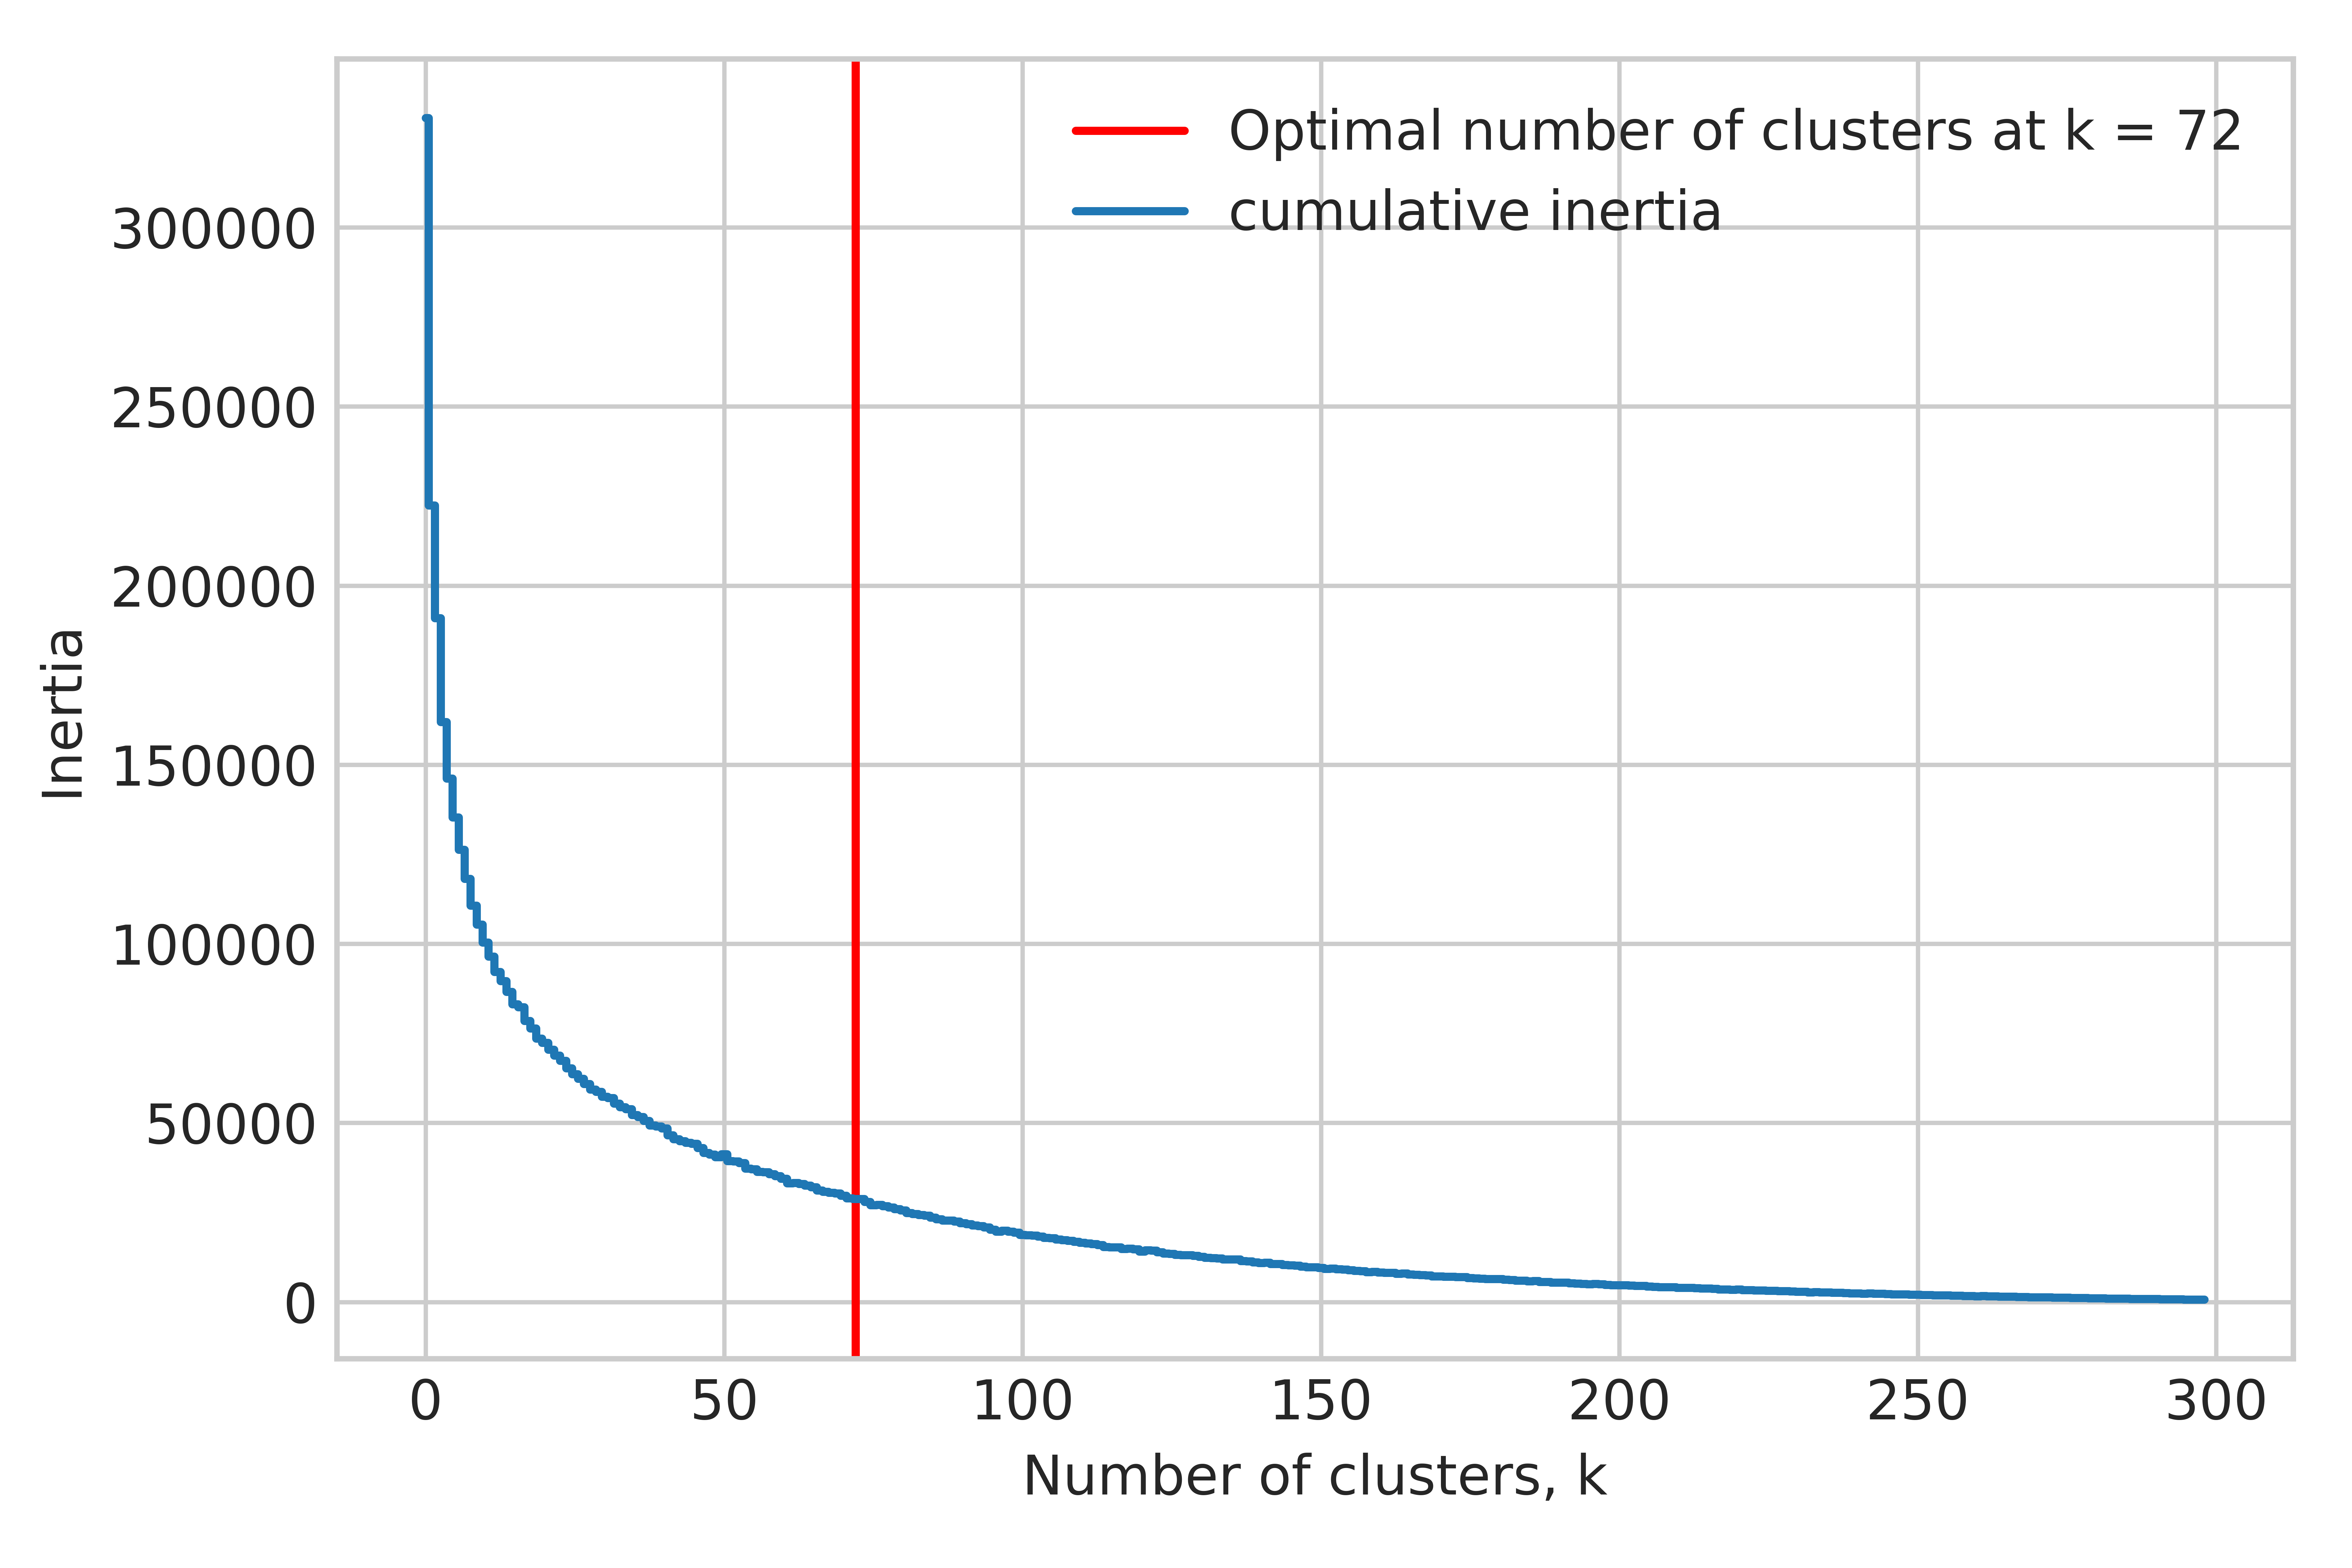 Optimal number of clusters at k = 72
cumulative inertia
300000
250000
200000
150000
100000
50000
0
Inertia
0 50 100 150 200 250 300
Number of clusters, k